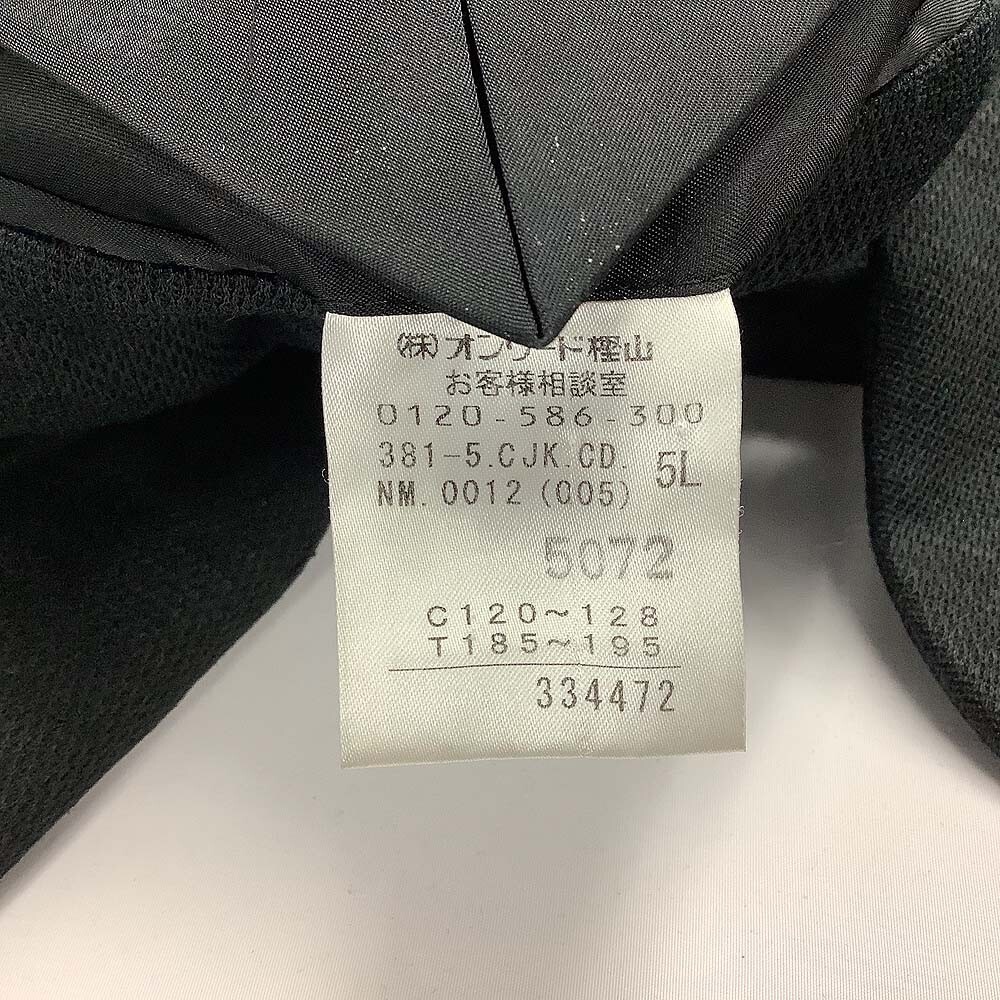 (株)オンワード樫山
お客様相談室
0120-586-300
381-5.CJK.CD. 5L
NM.0012(005)
5072
C120〜128
T185〜195
334472